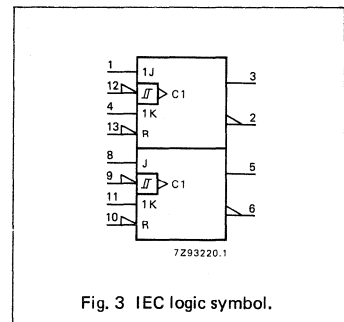 1 1J 3
12 C1
4 1K 2
13 R
8 J 5
9 C1
11 1K 6
10 R
7Z93220.1
Fig. 3 IEC logic symbol.